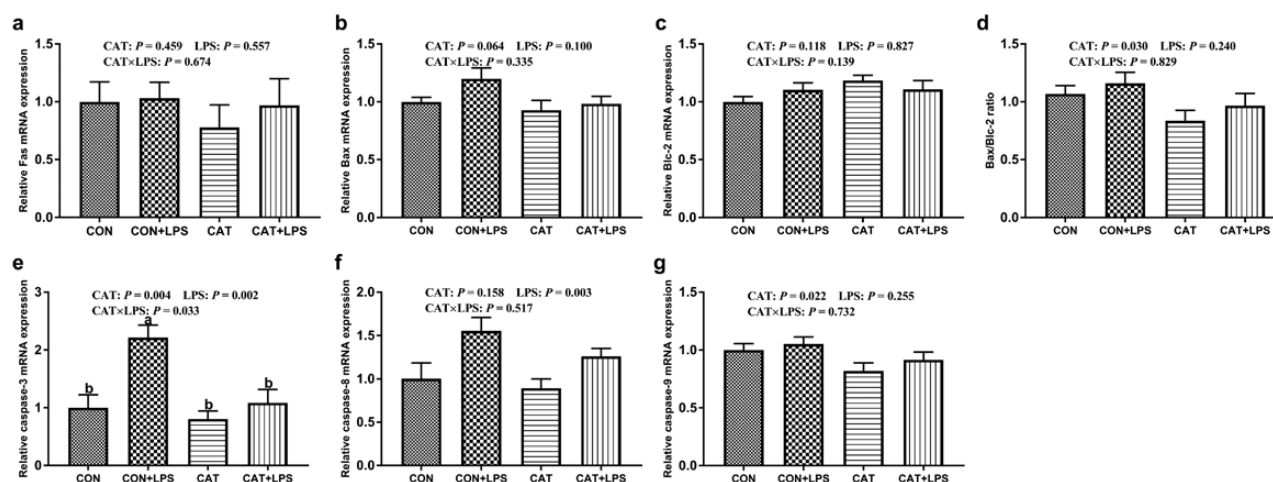 a
CAT: P = 0.459 LPS: P = 0.557
CAT×LPS: P = 0.674
Relative Fas mRNA expression
1.5
1.0
0.5
0.0
CON CON+LPS CAT CAT+LPS
b
CAT: P = 0.064 LPS: P = 0.100
CAT×LPS: P = 0.335
Relative Bax mRNA expression
1.5
1.0
0.5
0.0
CON CON+LPS CAT CAT+LPS
c
CAT: P = 0.118 LPS: P = 0.827
CAT×LPS: P = 0.139
Relative Blc-2 mRNA expression
1.5
1.0
0.5
0.0
CON CON+LPS CAT CAT+LPS
d
CAT: P = 0.030 LPS: P = 0.240
CAT×LPS: P = 0.829
Bax/Blc-2 ratio
1.5
1.0
0.5
0.0
CON CON+LPS CAT CAT+LPS
e
CAT: P = 0.004 LPS: P = 0.002
CAT×LPS: P = 0.033
Relative caspase-3 mRNA expression
3
2
1
0
b a b b
CON CON+LPS CAT CAT+LPS
f
CAT: P = 0.158 LPS: P = 0.003
CAT×LPS: P = 0.517
Relative caspase-8 mRNA expression
2.0
1.5
1.0
0.5
0.0
CON CON+LPS CAT CAT+LPS
g
CAT: P = 0.022 LPS: P = 0.255
CAT×LPS: P = 0.732
Relative caspase-9 mRNA expression
1.5
1.0
0.5
0.0
CON CON+LPS CAT CAT+LPS